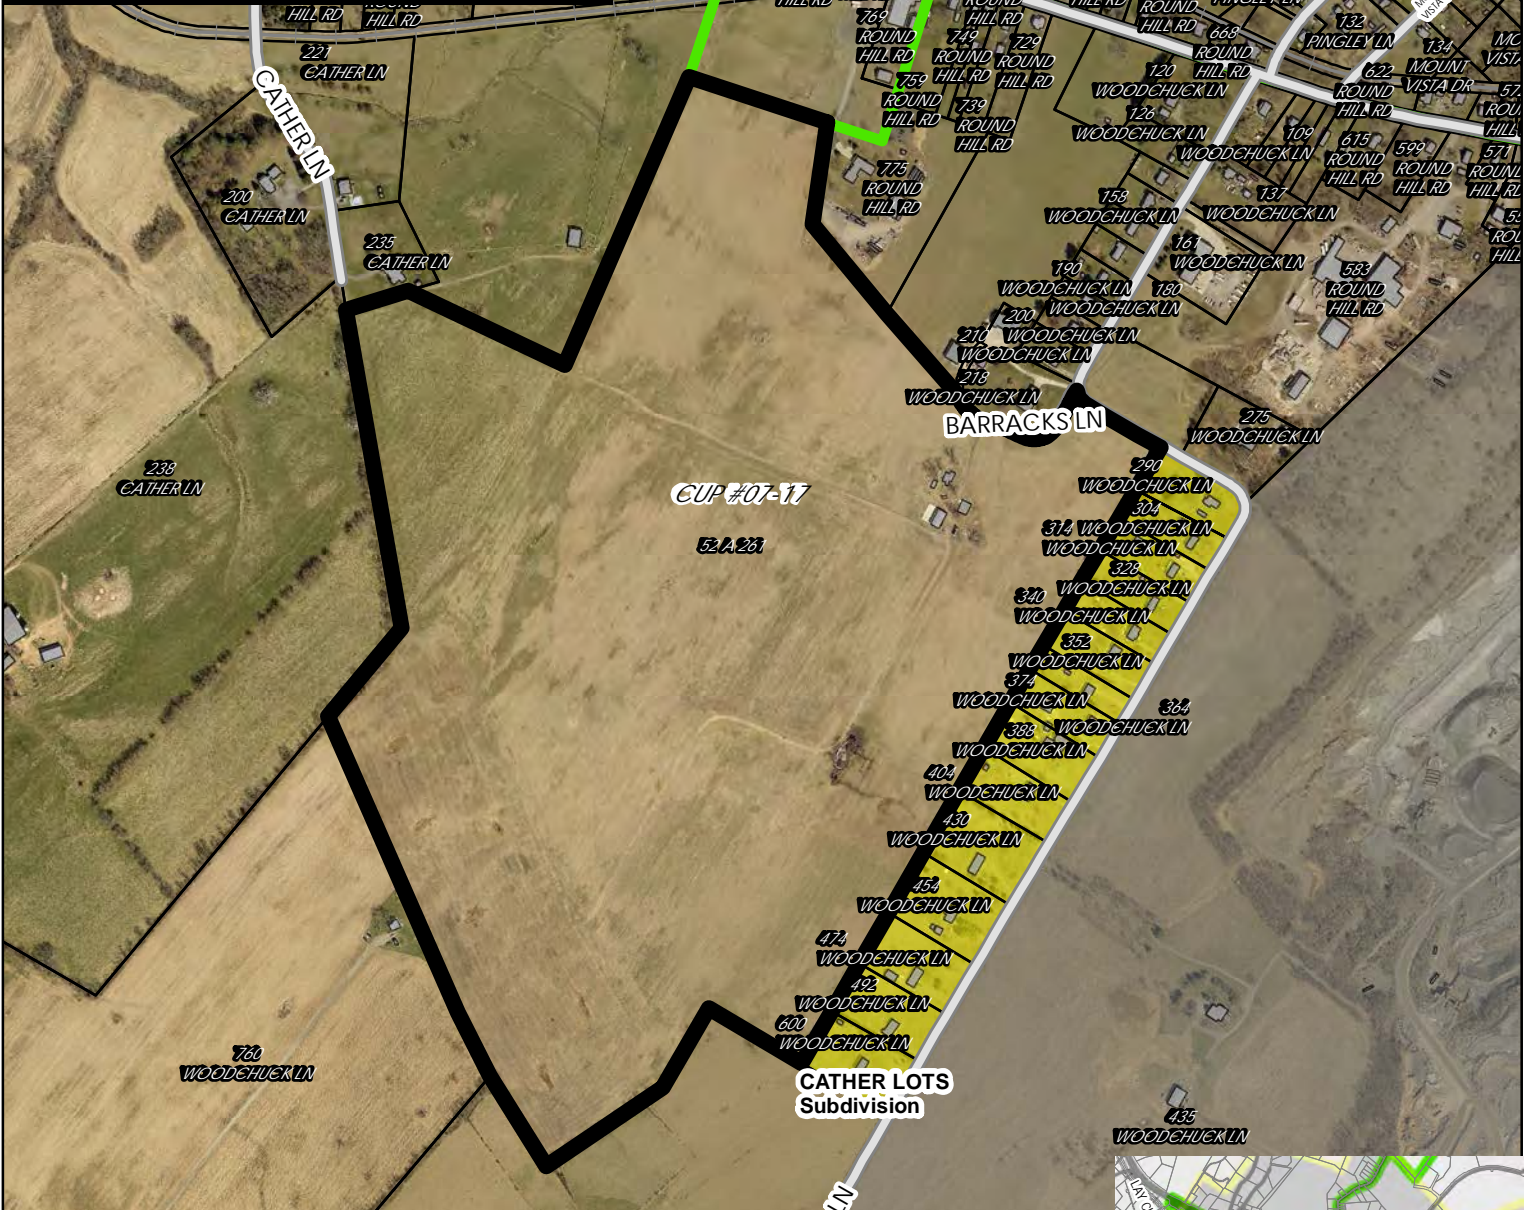 HILL RD
HILL RD
HILL RD
769
ROUND
HILL RD
ROUND
HILL RD
749
ROUND
HILL RD
729
ROUND
HILL RD
759
ROUND
HILL RD
739
ROUND
HILL RD
775
ROUND
HILL RD
ROUND
HILL RD
668
ROUND
HILL RD
PINGLEY LN
132
PINGLEY LN
134
MOUNT
VISTA DR
622
ROUND
HILL RD
120
WOODCHUCK LN
126
WOODCHUCK LN
109
WOODCHUCK LN
615
ROUND
HILL RD
599
ROUND
HILL RD
571
ROUND
HILL RD
137
WOODCHUCK LN
158
WOODCHUCK LN
161
WOODCHUCK LN
583
ROUND
HILL RD
190
WOODCHUCK LN
180
WOODCHUCK LN
200
WOODCHUCK LN
210
WOODCHUCK LN
218
WOODCHUCK LN
BARRACKS LN
275
WOODCHUCK LN
221
CATHER LN
CATHER LN
200
CATHER LN
235
CATHER LN
238
CATHER LN
CUP #07-17
52 A 281
290
WOODCHUCK LN
304
WOODCHUCK LN
314
WOODCHUCK LN
328
WOODCHUCK LN
340
WOODCHUCK LN
352
WOODCHUCK LN
374
WOODCHUCK LN
364
WOODCHUCK LN
388
WOODCHUCK LN
404
WOODCHUCK LN
430
WOODCHUCK LN
454
WOODCHUCK LN
474
WOODCHUCK LN
492
WOODCHUCK LN
600
WOODCHUCK LN
CATHER LOTS
Subdivision
760
WOODCHUCK LN
435
WOODCHUCK LN
LN